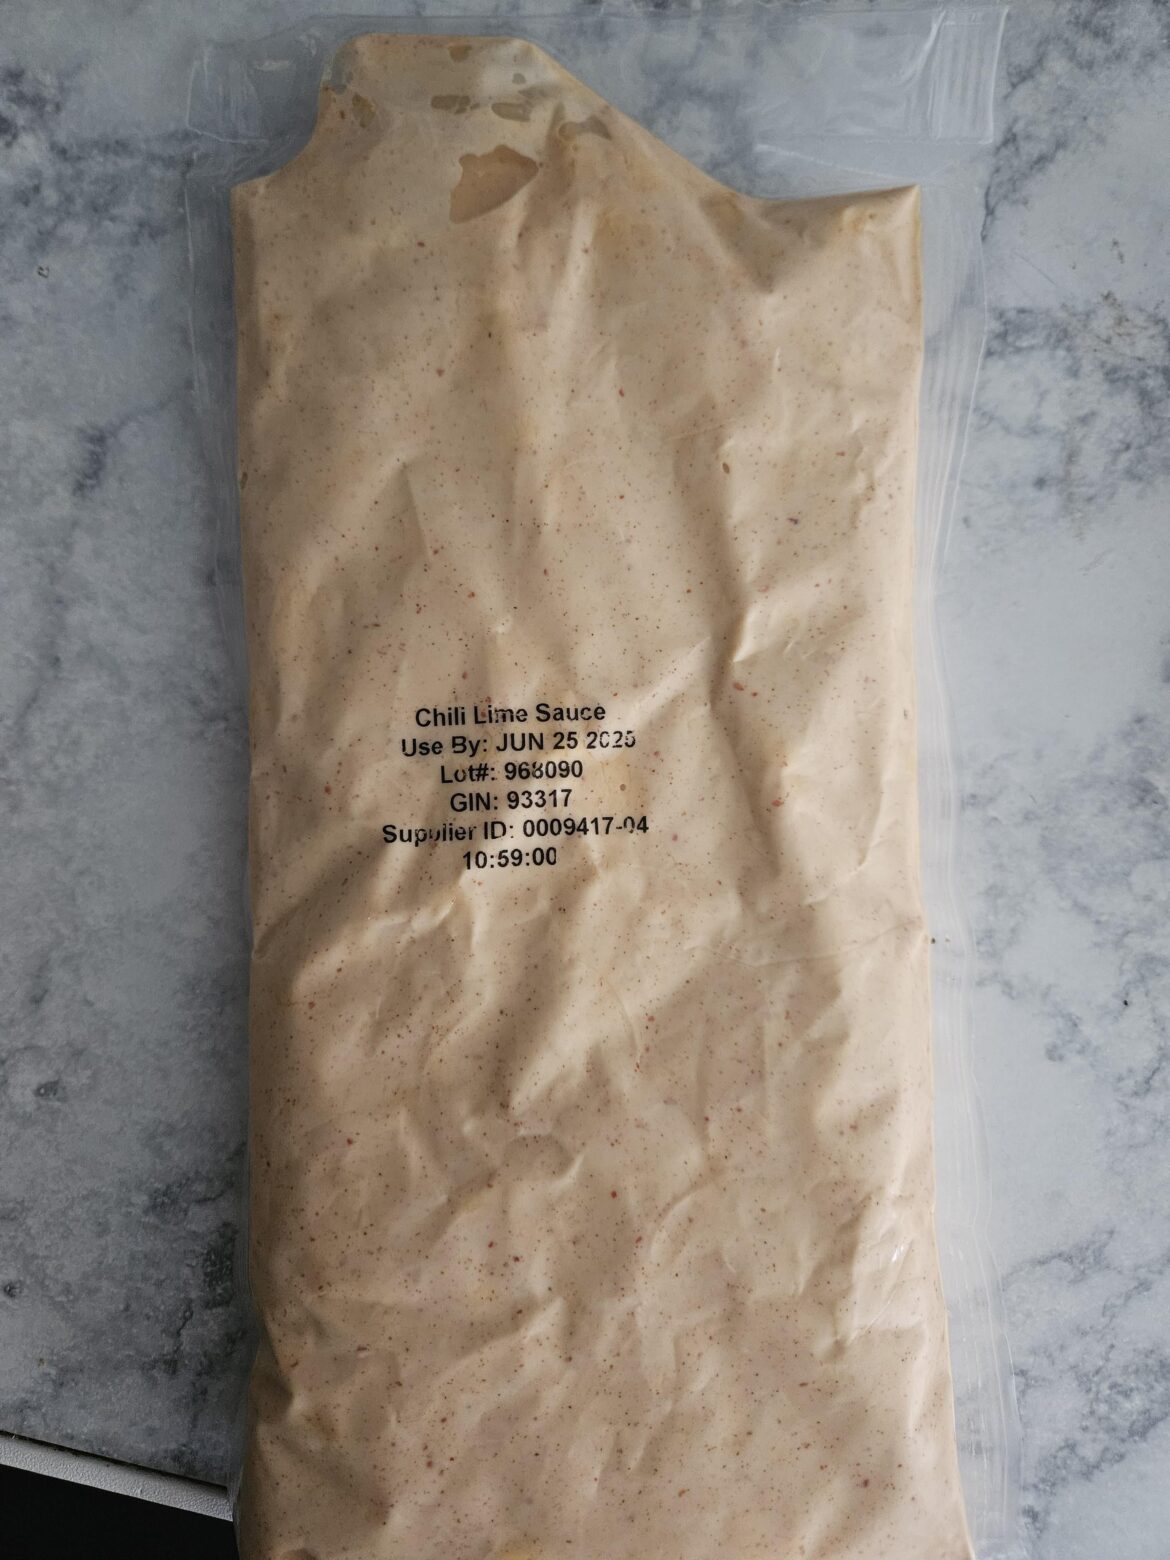 Chili Lime Sauce
Use By: JUN 25 2025
Lot#: 968090
GIN: 93317
Supplier ID: 0009417-04
10:59:00